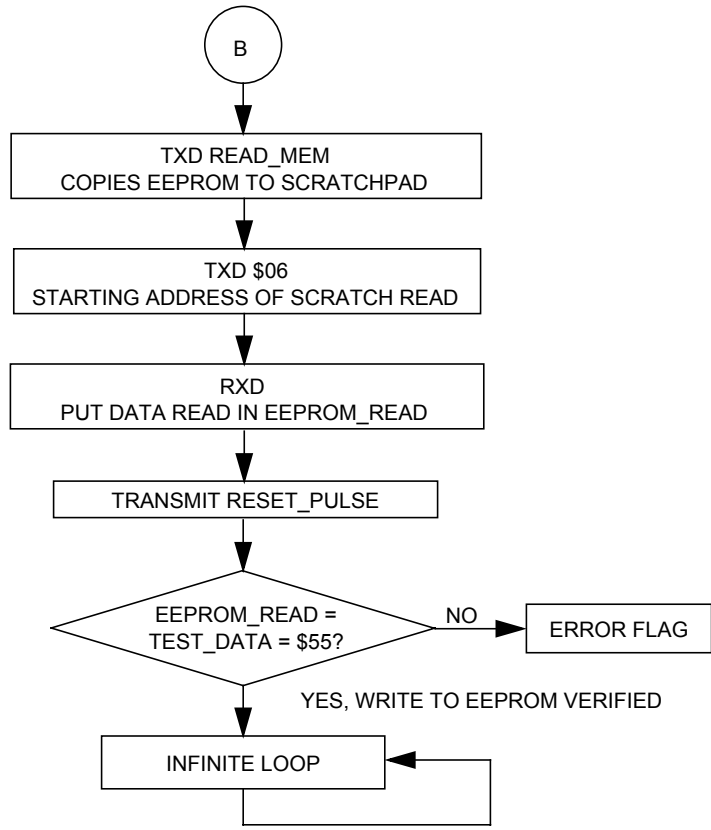 B
TXD READ_MEM
COPIES EEPROM TO SCRATCHPAD
TXD $06
STARTING ADDRESS OF SCRATCH READ
RXD
PUT DATA READ IN EEPROM_READ
TRANSMIT RESET_PULSE
EEPROM_READ =
TEST_DATA = $55?
NO
ERROR FLAG
YES, WRITE TO EEPROM VERIFIED
INFINITE LOOP